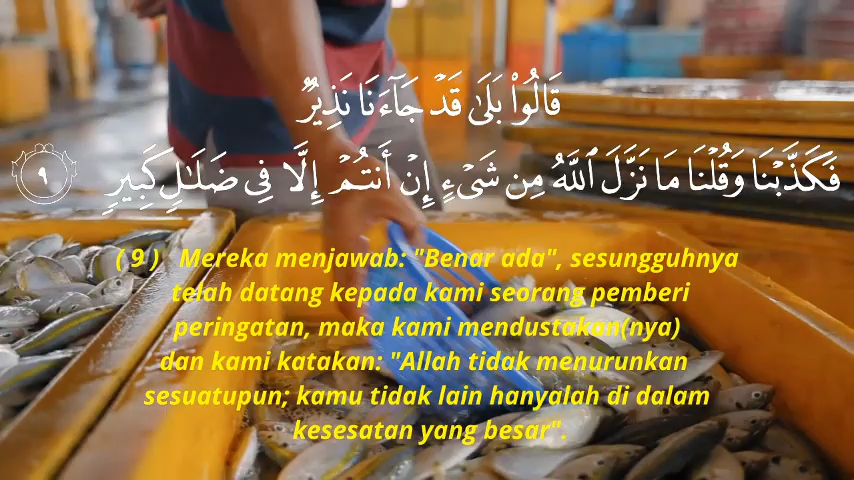 قَالُوا۟ بَلَىٰ قَدْ جَآءَنَا نَذِيرٌ
فَكَذَّبْنَا وَقُلْنَا مَا نَزَّلَ ٱللَّهُ مِن شَىْءٍ إِنْ أَنتُمْ إِلَّا فِى ضَلَـٰلٍ كَبِيرٍ ٩
( 9 ) Mereka menjawab: "Benar ada", sesungguhnya
telah datang kepada kami seorang pemberi
peringatan, maka kami mendustakan(nya)
dan kami katakan: "Allah tidak menurunkan
sesuatupun; kamu tidak lain hanyalah di dalam
kesesatan yang besar".